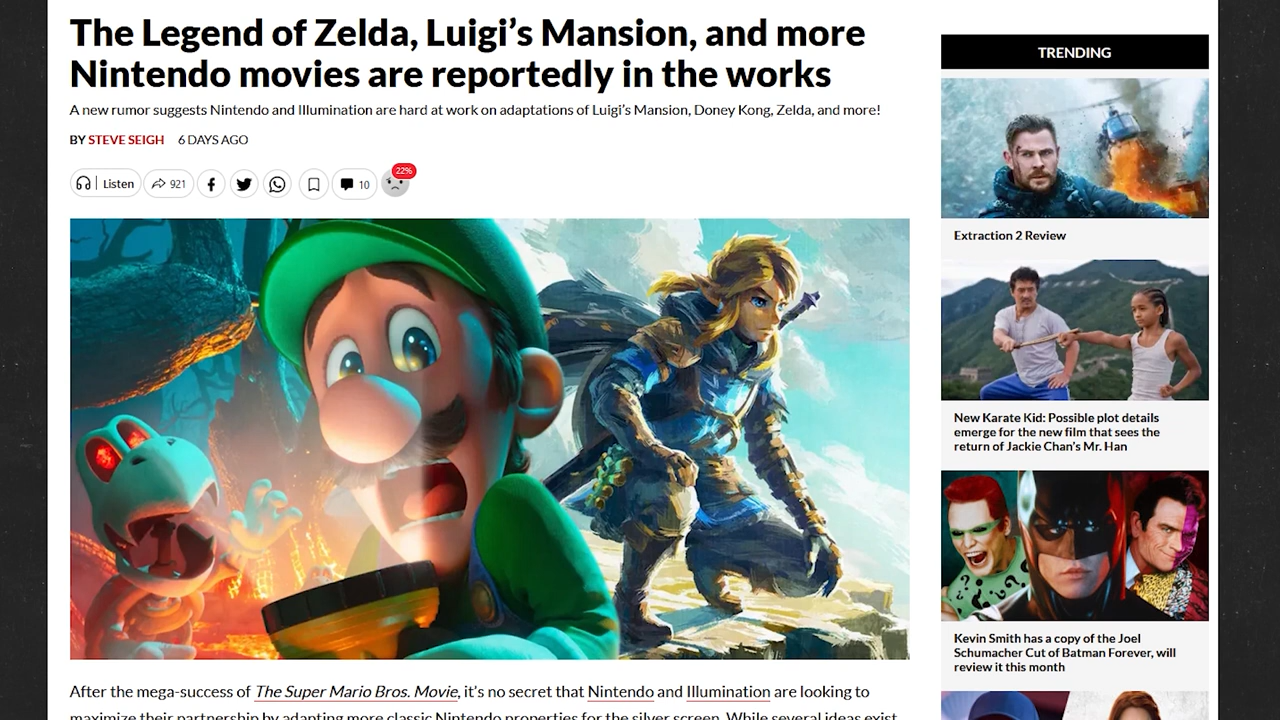 The Legend of Zelda, Luigi’s Mansion, and more
Nintendo movies are reportedly in the works
A new rumor suggests Nintendo and Illumination are hard at work on adaptations of Luigi's Mansion, Doney Kong, Zelda, and more!
BY STEVE SEIGH 6 DAYS AGO
Listen
921
10
22%
After the mega-success of The Super Mario Bros. Movie, it’s no secret that Nintendo and Illumination are looking to
maximize their partnership by adapting more classic Nintendo properties for the silver screen. While several ideas exist
TRENDING
Extraction 2 Review
New Karate Kid: Possible plot details
emerge for the new film that sees the
return of Jackie Chan's Mr. Han
Kevin Smith has a copy of the Joel
Schumacher Cut of Batman Forever, will
review it this month